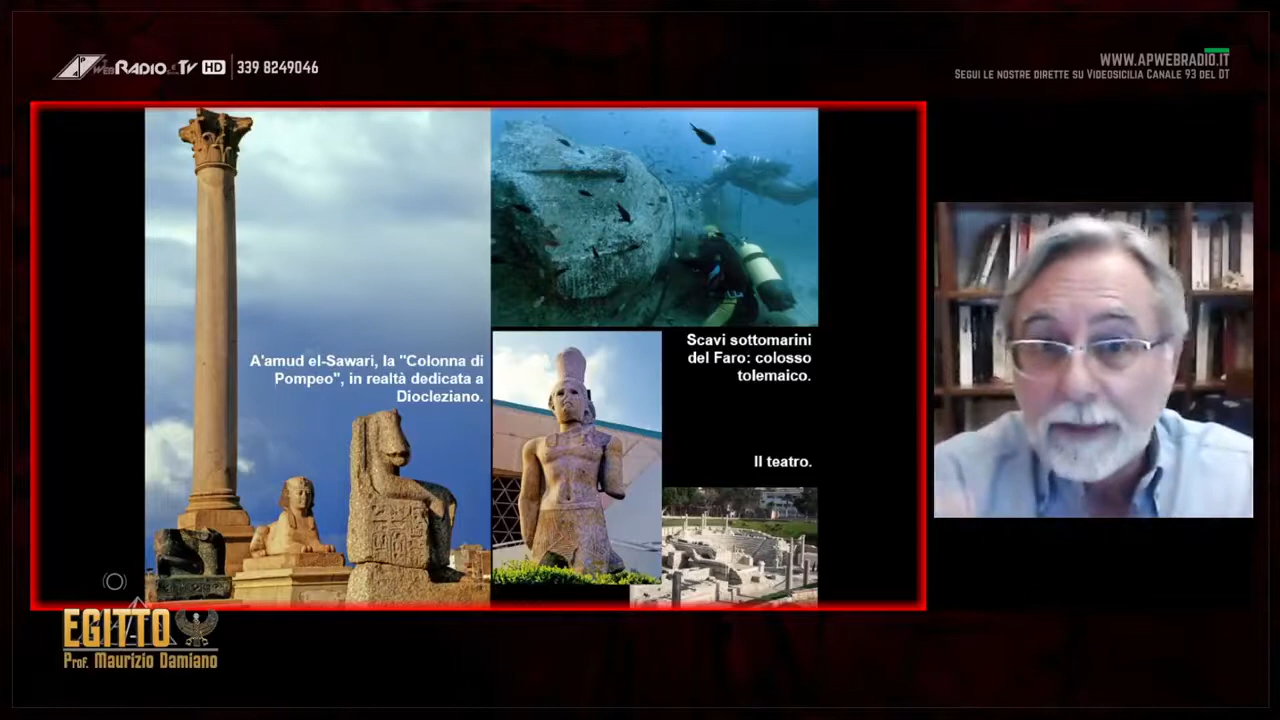 WEB RADIO e TV HD 339 8249046
WWW.APWEBRADIO.IT
SEGUI LE NOSTRE DIRETTE SU VIDEOSICILIA CANALE 93 DEL DT
A'amud el-Sawari, la "Colonna di
Pompeo", in realtà dedicata a
Diocleziano.
Scavi sottomarini
del Faro: colosso
tolemaico.
Il teatro.
EGITTO
Prof. Maurizio Damiano